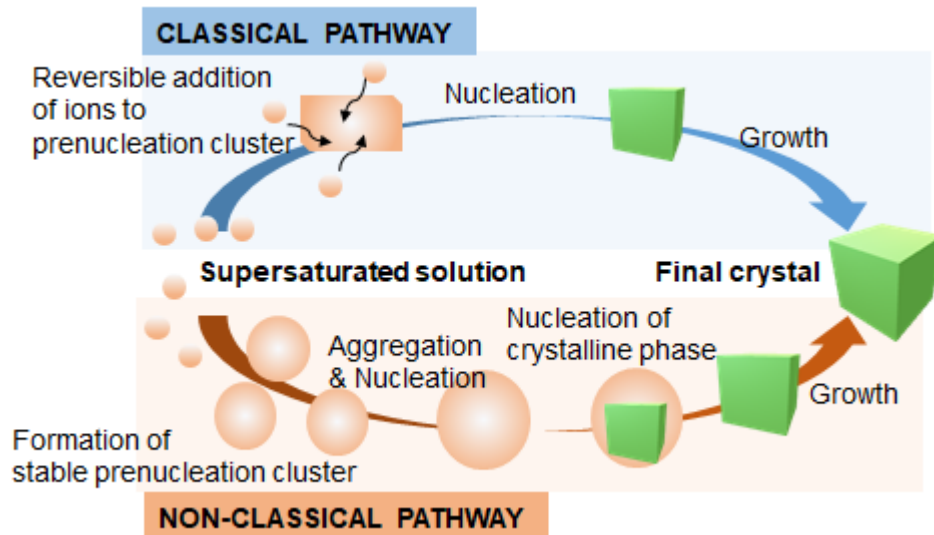 CLASSICAL PATHWAY
Reversible addition
of ions to
prenucleation cluster
Nucleation
Growth
Supersaturated solution
Final crystal
Nucleation of
crystalline phase
Aggregation
& Nucleation
Growth
Formation of
stable prenucleation cluster
NON-CLASSICAL PATHWAY